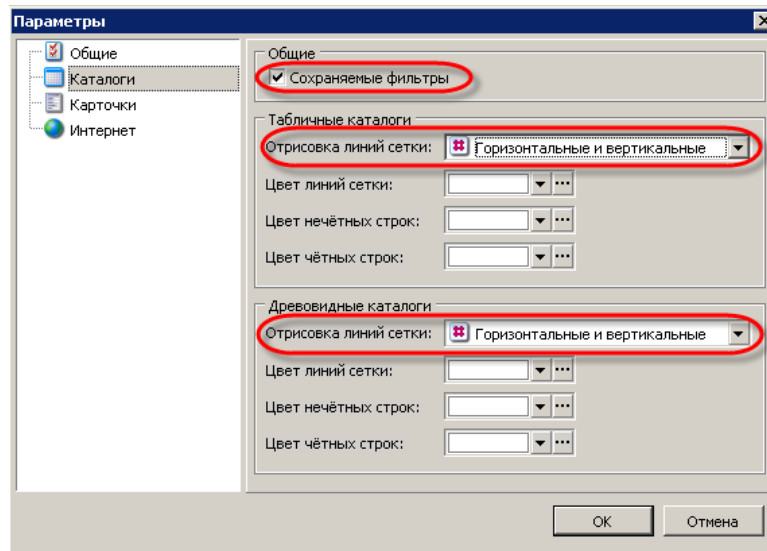 Параметры
Общие
Каталоги
Карточки
Интернет
Общие
Сохраняемые фильтры
Табличные каталоги
Отрисовка линий сетки: Горизонтальные и вертикальные
Цвет линий сетки:
Цвет нечётных строк:
Цвет чётных строк:
Древовидные каталоги
Отрисовка линий сетки: Горизонтальные и вертикальные
Цвет линий сетки:
Цвет нечётных строк:
Цвет чётных строк:
OK
Отмена